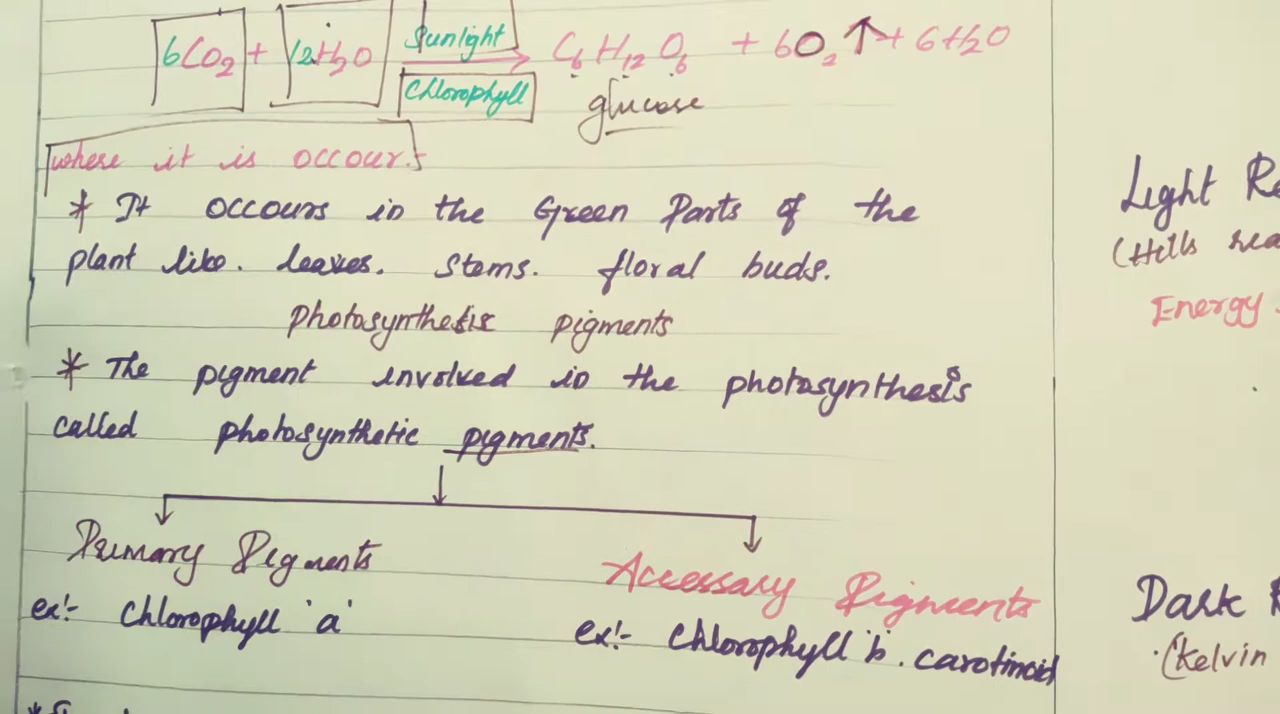 6CO2 + 12H2O Sunlight Chlorophyll C6H12O6 + 6O2 ↑ + 6H2O
glucose
where it is occours
* It occours in the Green Parts of the
plant like. leaves. stems. floral buds.
photosynthetic pigments
* The pigment involved in the photosynthesis
called photosynthetic pigments.
Primary Pigments
ex:- chlorophyll 'a'
Accessary Pigments
ex:- chlorophyll 'b'. carotinoid
Light
(Hills
Energy
Dark
(Kelvin